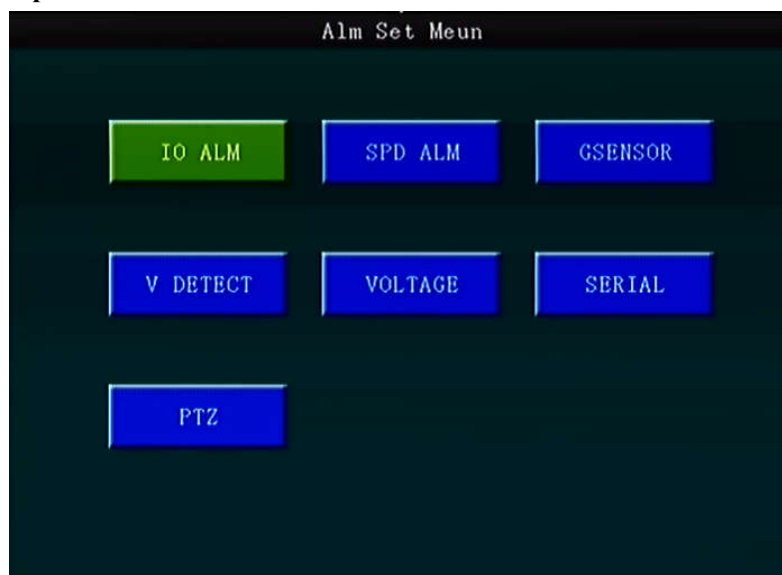 Alm Set Meun
IO ALM SPD ALM GSENSOR
V DETECT VOLTAGE SERIAL
PTZ